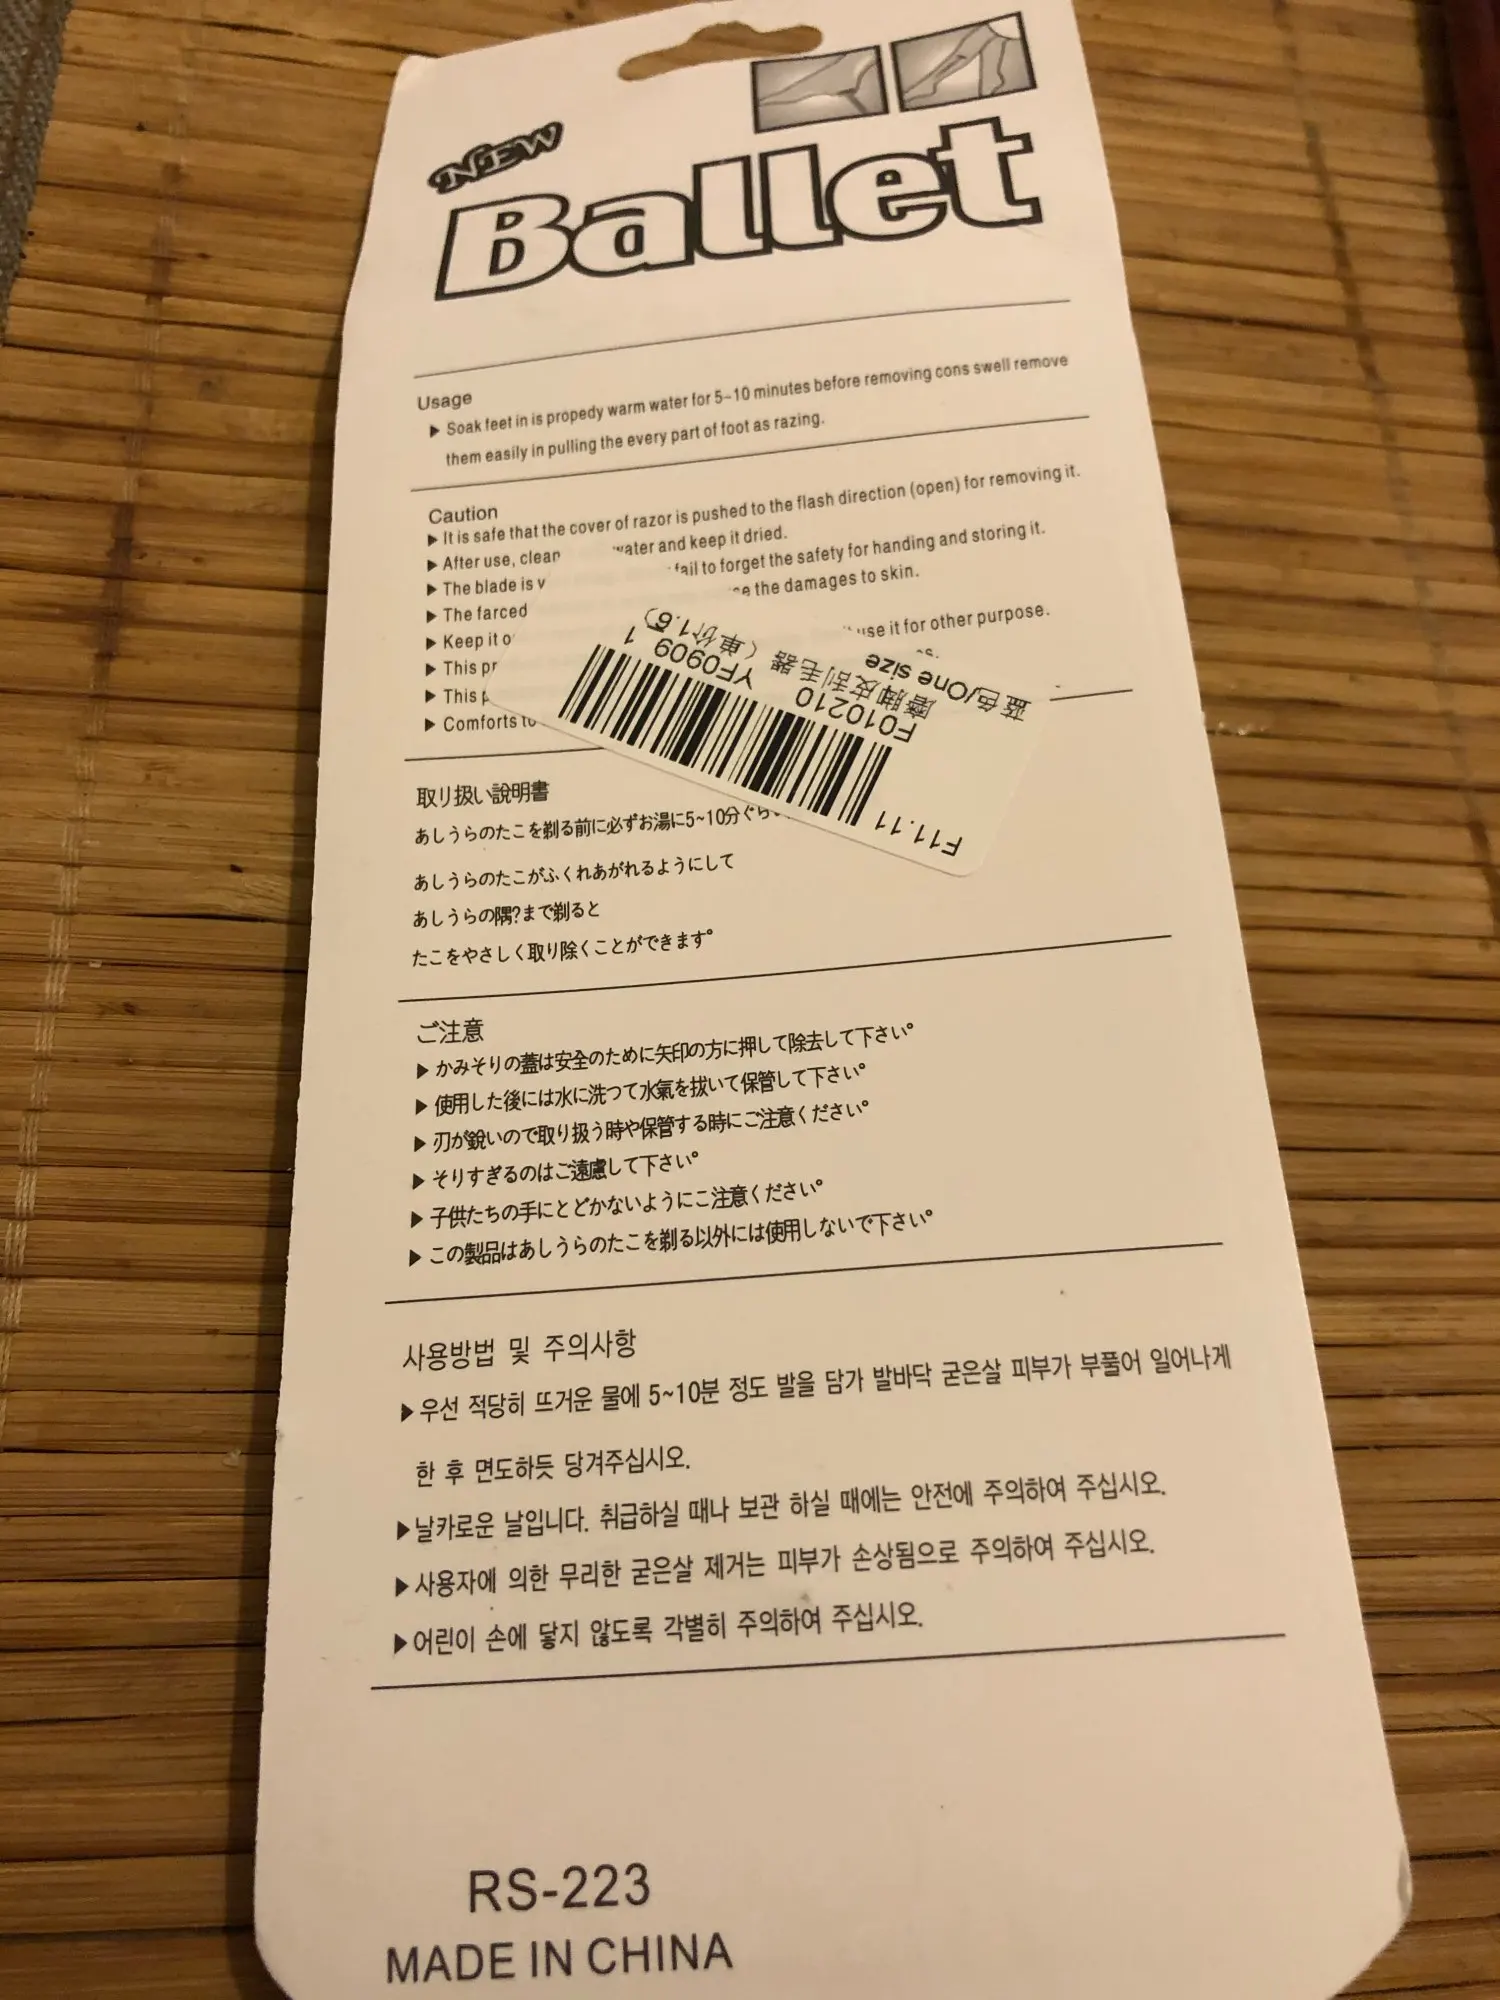 NEW
Ballet
Usage
▶ Soak feet in is propedy warm water for 5~10 minutes before removing cons swell remove
them easily in pulling the every part of foot as razing.
Caution
▶ It is safe that the cover of razor is pushed to the flash direction (open) for removing it.
▶ After use, clean and keep it dried.
▶ The blade is fail to forget the safety for handing and storing it.
▶ The farced the damages to skin.
▶ Keep it
▶ This use it for other purpose.
▶ This
▶ Comforts
蓝色/One size
磨脚皮刮毛器 (单价1.6)
F010210 YF0909 1
F11.11
取り扱い説明書
あしうらのたこを剃る前に必ずお湯に5~10分ぐら
あしうらのたこがふくれあがれるようにして
あしうらの隅?まで剃ると
たこをやさしく取り除くことができます°
ご注意
▶ かみそりの蓋は安全のために矢印の方に押して除去して下さい°
▶ 使用した後には水に洗つて水氣を拔いて保管して下さい°
▶ 刃が銳いので取り扱う時や保管する時にご注意ください°
▶ そりすぎるのはご遠慮して下さい°
▶ 子供たちの手にとどかないようにこ注意ください°
▶ この製品はあしうらのたこを剃る以外には使用しないで下さい°
사용방법 및 주의사항
▶ 우선 적당히 뜨거운 물에 5~10분 정도 발을 담가 발바닥 굳은살 피부가 부풀어 일어나게
한 후 면도하듯 당겨주십시오.
▶ 날카로운 날입니다. 취급하실 때나 보관 하실 때에는 안전에 주의하여 주십시오.
▶ 사용자에 의한 무리한 굳은살 제거는 피부가 손상됨으로 주의하여 주십시오.
▶ 어린이 손에 닿지 않도록 각별히 주의하여 주십시오.
RS-223
MADE IN CHINA